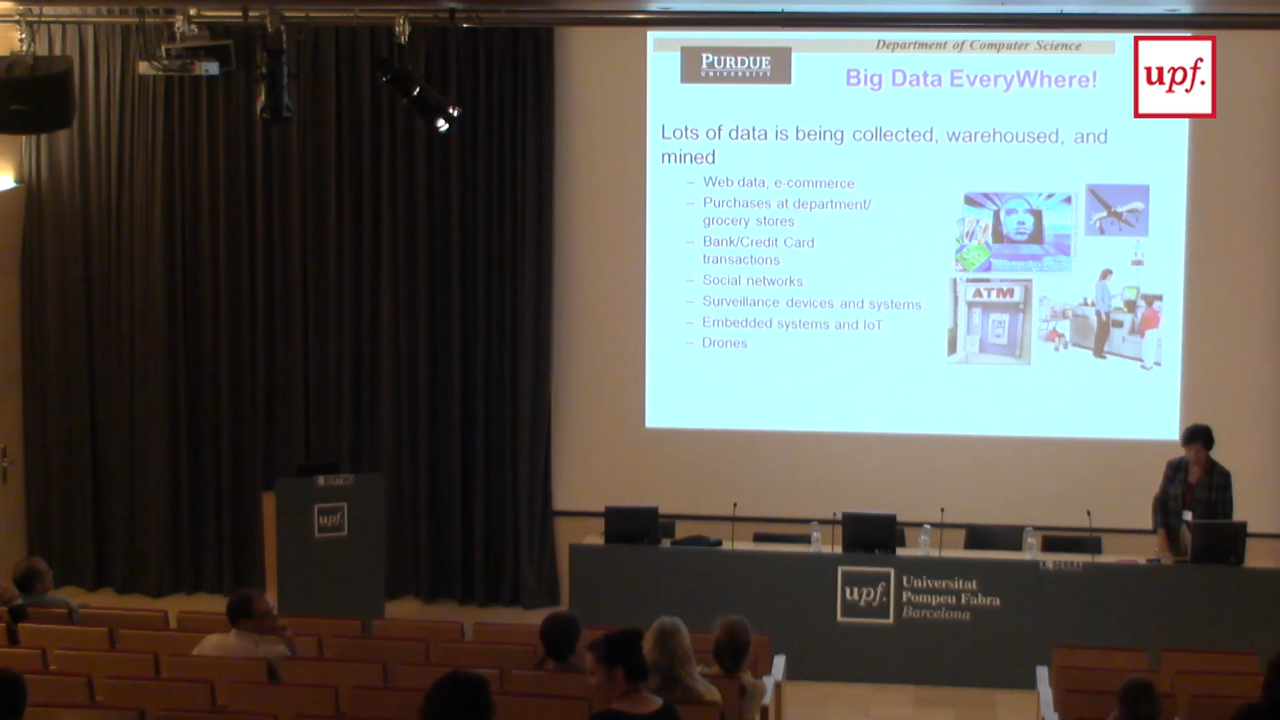 Department of Computer Science
PURDUE
UNIVERSITY
Big Data EveryWhere!
upf.
Lots of data is being collected, warehoused, and
mined
– Web data, e-commerce
– Purchases at department/
grocery stores
– Bank/Credit Card
transactions
– Social networks
– Surveillance devices and systems
– Embedded systems and IoT
– Drones
ATM
E. BERTINO
upf.
upf.
Universitat
Pompeu Fabra
Barcelona